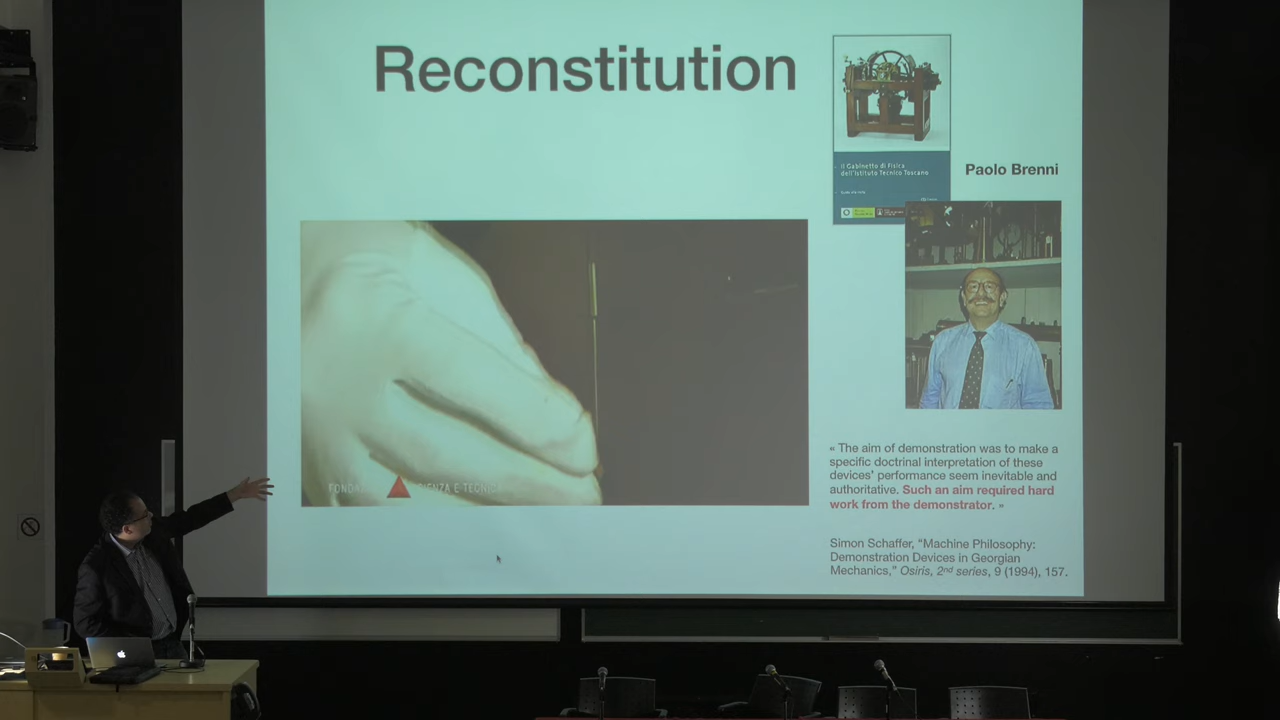 Reconstitution
Il Gabinetto di Fisica
dell'Istituto Tecnico Toscano
Paolo Brenni
SCIENZA E TECNICA
« The aim of demonstration was to make a
specific doctrinal interpretation of these
devices' performance seem inevitable and
authoritative. Such an aim required hard
work from the demonstrator. »
Simon Schaffer, "Machine Philosophy:
Demonstration Devices in Georgian
Mechanics," Osiris, 2nd series, 9 (1994), 157.